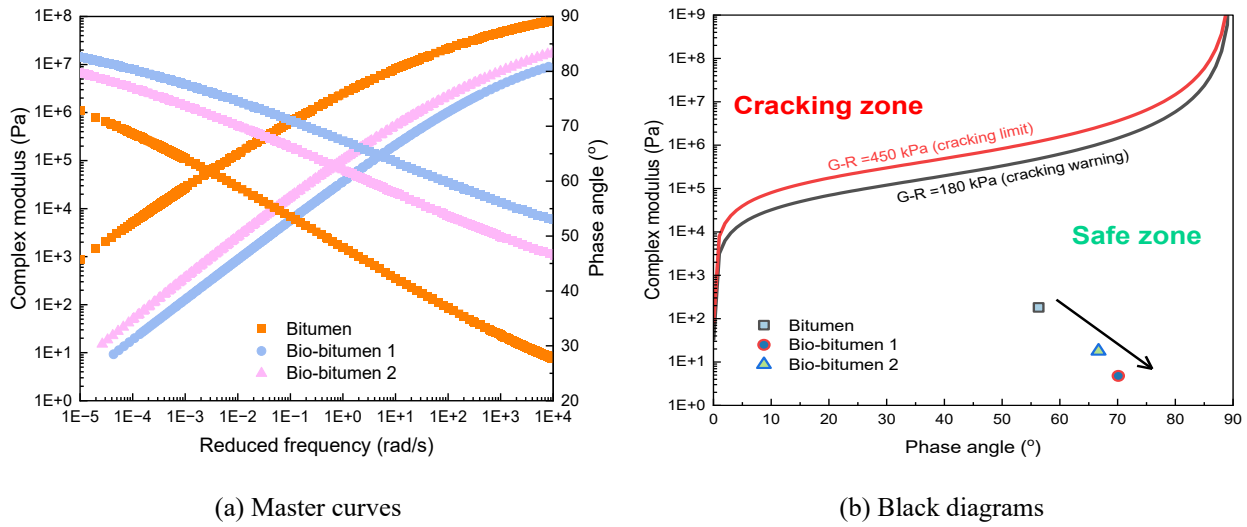 1E+8
1E+7
1E+6
1E+5
1E+4
1E+3
1E+2
1E+1
1E+0
Complex modulus (Pa)
1E−5 1E−4 1E−3 1E−2 1E−1 1E+0 1E+1 1E+2 1E+3 1E+4
Reduced frequency (rad/s)
90
80
70
60
50
40
30
20
Phase angle (°)
Bitumen
Bio-bitumen 1
Bio-bitumen 2
(a) Master curves
1E+9
1E+8
1E+7
1E+6
1E+5
1E+4
1E+3
1E+2
1E+1
1E+0
Complex modulus (Pa)
Cracking zone
G-R =450 kPa (cracking limit)
G-R =180 kPa (cracking warning)
Safe zone
Bitumen
Bio-bitumen 1
Bio-bitumen 2
0 10 20 30 40 50 60 70 80 90
Phase angle (°)
(b) Black diagrams